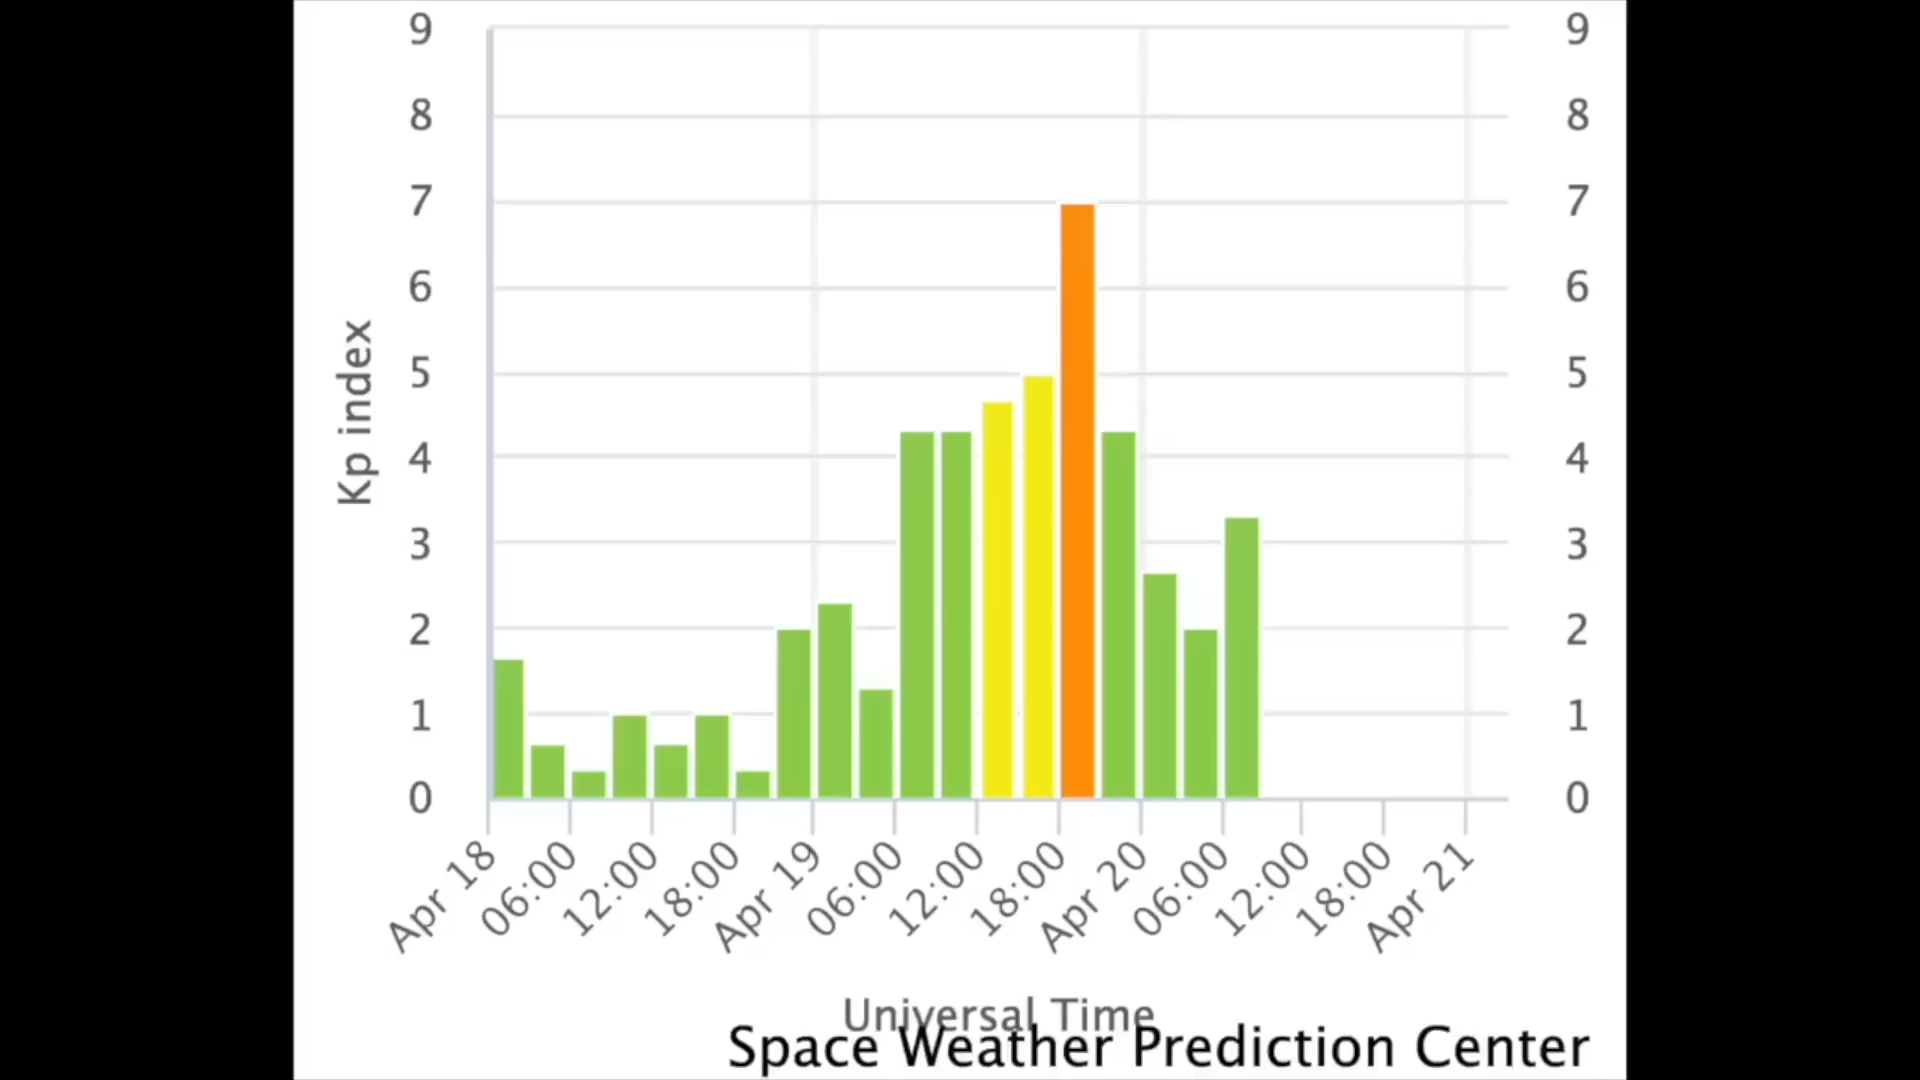 9 9
8 8
7 7
6 6
5 5
4 4
3 3
2 2
1 1
0 0
Kp index
Apr 18 06:00 12:00 18:00 Apr 19 06:00 12:00 18:00 Apr 20 06:00 12:00 18:00 Apr 21
Universal Time
Space Weather Prediction Center